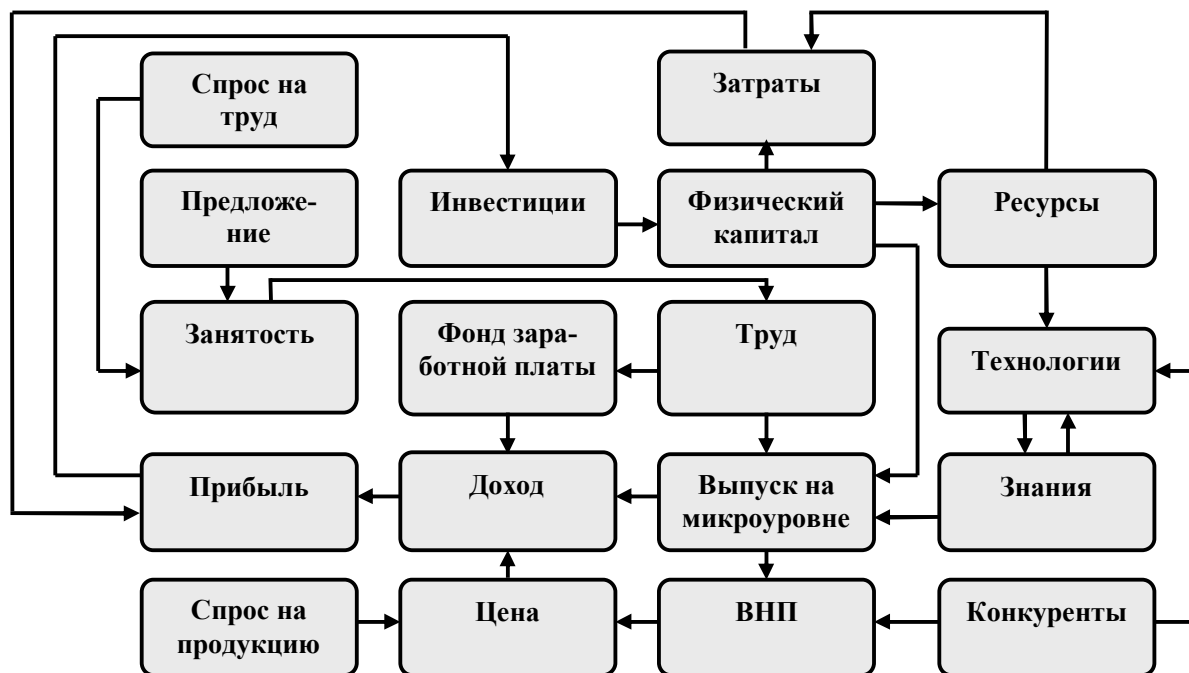 Спрос на
труд
Затраты
Предложе-
ние
Инвестиции
Физический
капитал
Ресурсы
Занятость
Фонд зара-
ботной платы
Труд
Технологии
Прибыль
Доход
Выпуск на
микроуровне
Знания
Спрос на
продукцию
Цена
ВНП
Конкуренты